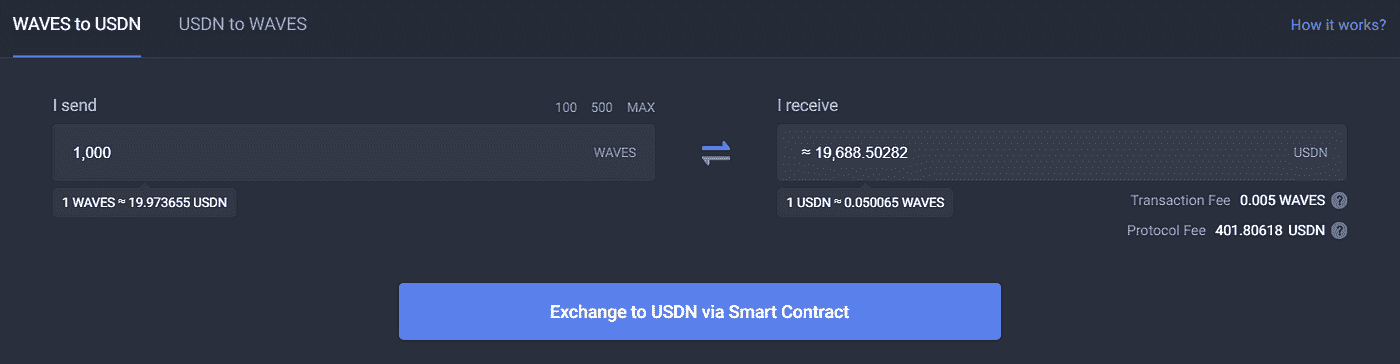 WAVES to USDN USDN to WAVES How it works?
I send 100 500 MAX I receive
1,000 WAVES ≈ 19,688.50282 USDN
1 WAVES ≈ 19.973655 USDN 1 USDN ≈ 0.050065 WAVES Transaction Fee 0.005 WAVES ?
Protocol Fee 401.80618 USDN ?
Exchange to USDN via Smart Contract